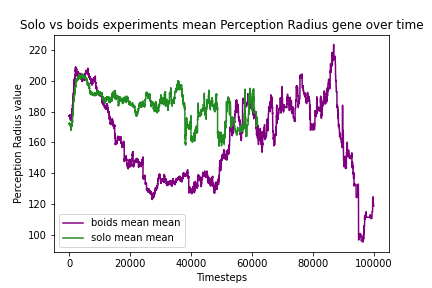 Solo vs boids experiments mean Perception Radius gene over time
Perception Radius value
220
200
180
160
140
120
100
boids mean mean
solo mean mean
0
20000
40000
60000
80000
100000
Timesteps